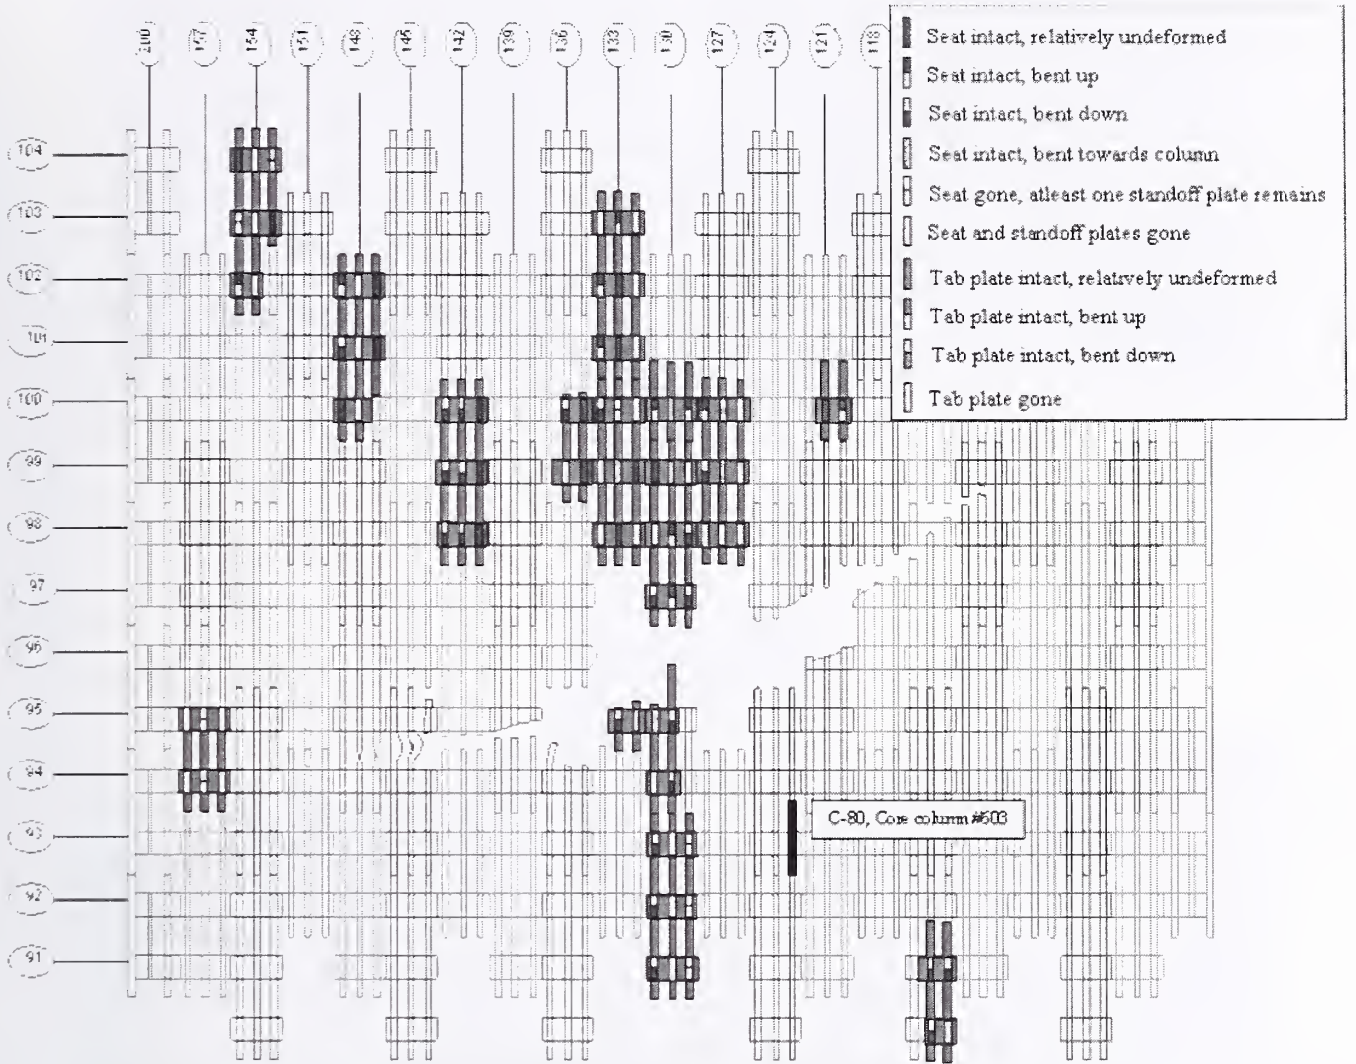 200
157
154
151
148
145
142
139
136
133
130
127
124
121
118
Seat intact, relatively undeformed
Seat intact, bent up
Seat intact, bent down
Seat intact, bent towards column
Seat gone, atleast one standoff plate remains
Seat and standoff plates gone
Tab plate intact, relatively undeformed
Tab plate intact, bent up
Tab plate intact, bent down
Tab plate gone
104
103
102
101
100
99
98
97
96
95
94
93
92
91
C-80, Core column #603